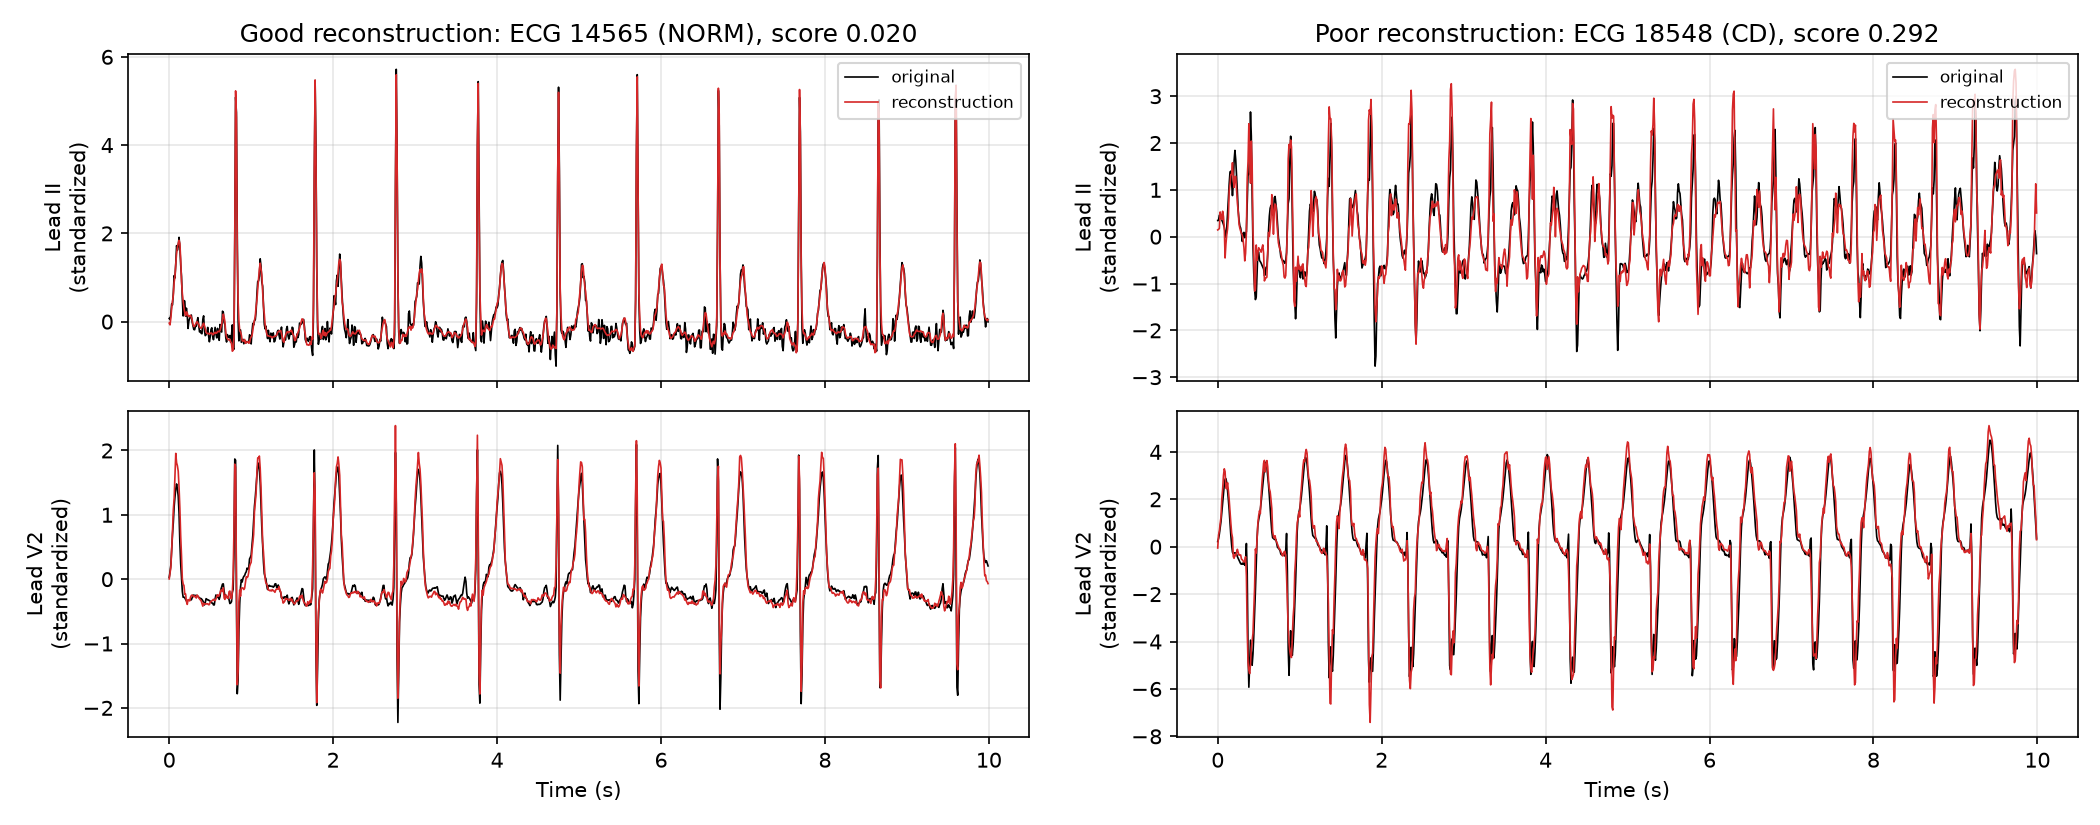 Good reconstruction: ECG 14565 (NORM), score 0.020
6
4
2
0
Lead II
(standardized)
original
reconstruction
2
1
0
−1
−2
Lead V2
(standardized)
0
2
4
6
8
10
Time (s)
Poor reconstruction: ECG 18548 (CD), score 0.292
3
2
1
0
−1
−2
−3
Lead II
(standardized)
original
reconstruction
4
2
0
−2
−4
−6
−8
Lead V2
(standardized)
0
2
4
6
8
10
Time (s)